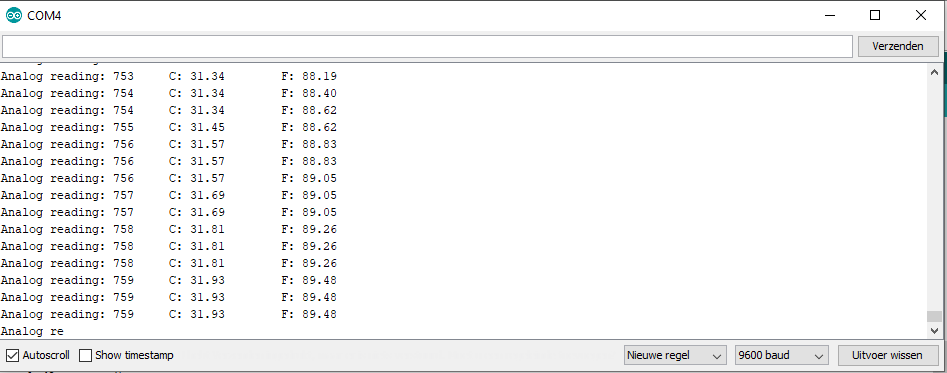 COM4
Verzenden
Analog reading: 753 C: 31.34 F: 88.19
Analog reading: 754 C: 31.34 F: 88.40
Analog reading: 754 C: 31.34 F: 88.62
Analog reading: 755 C: 31.45 F: 88.62
Analog reading: 756 C: 31.57 F: 88.83
Analog reading: 756 C: 31.57 F: 88.83
Analog reading: 756 C: 31.57 F: 89.05
Analog reading: 757 C: 31.69 F: 89.05
Analog reading: 757 C: 31.69 F: 89.05
Analog reading: 758 C: 31.81 F: 89.26
Analog reading: 758 C: 31.81 F: 89.26
Analog reading: 758 C: 31.81 F: 89.26
Analog reading: 759 C: 31.93 F: 89.48
Analog reading: 759 C: 31.93 F: 89.48
Analog reading: 759 C: 31.93 F: 89.48
Analog re
Autoscroll Show timestamp Nieuwe regel 9600 baud Uitvoer wissen